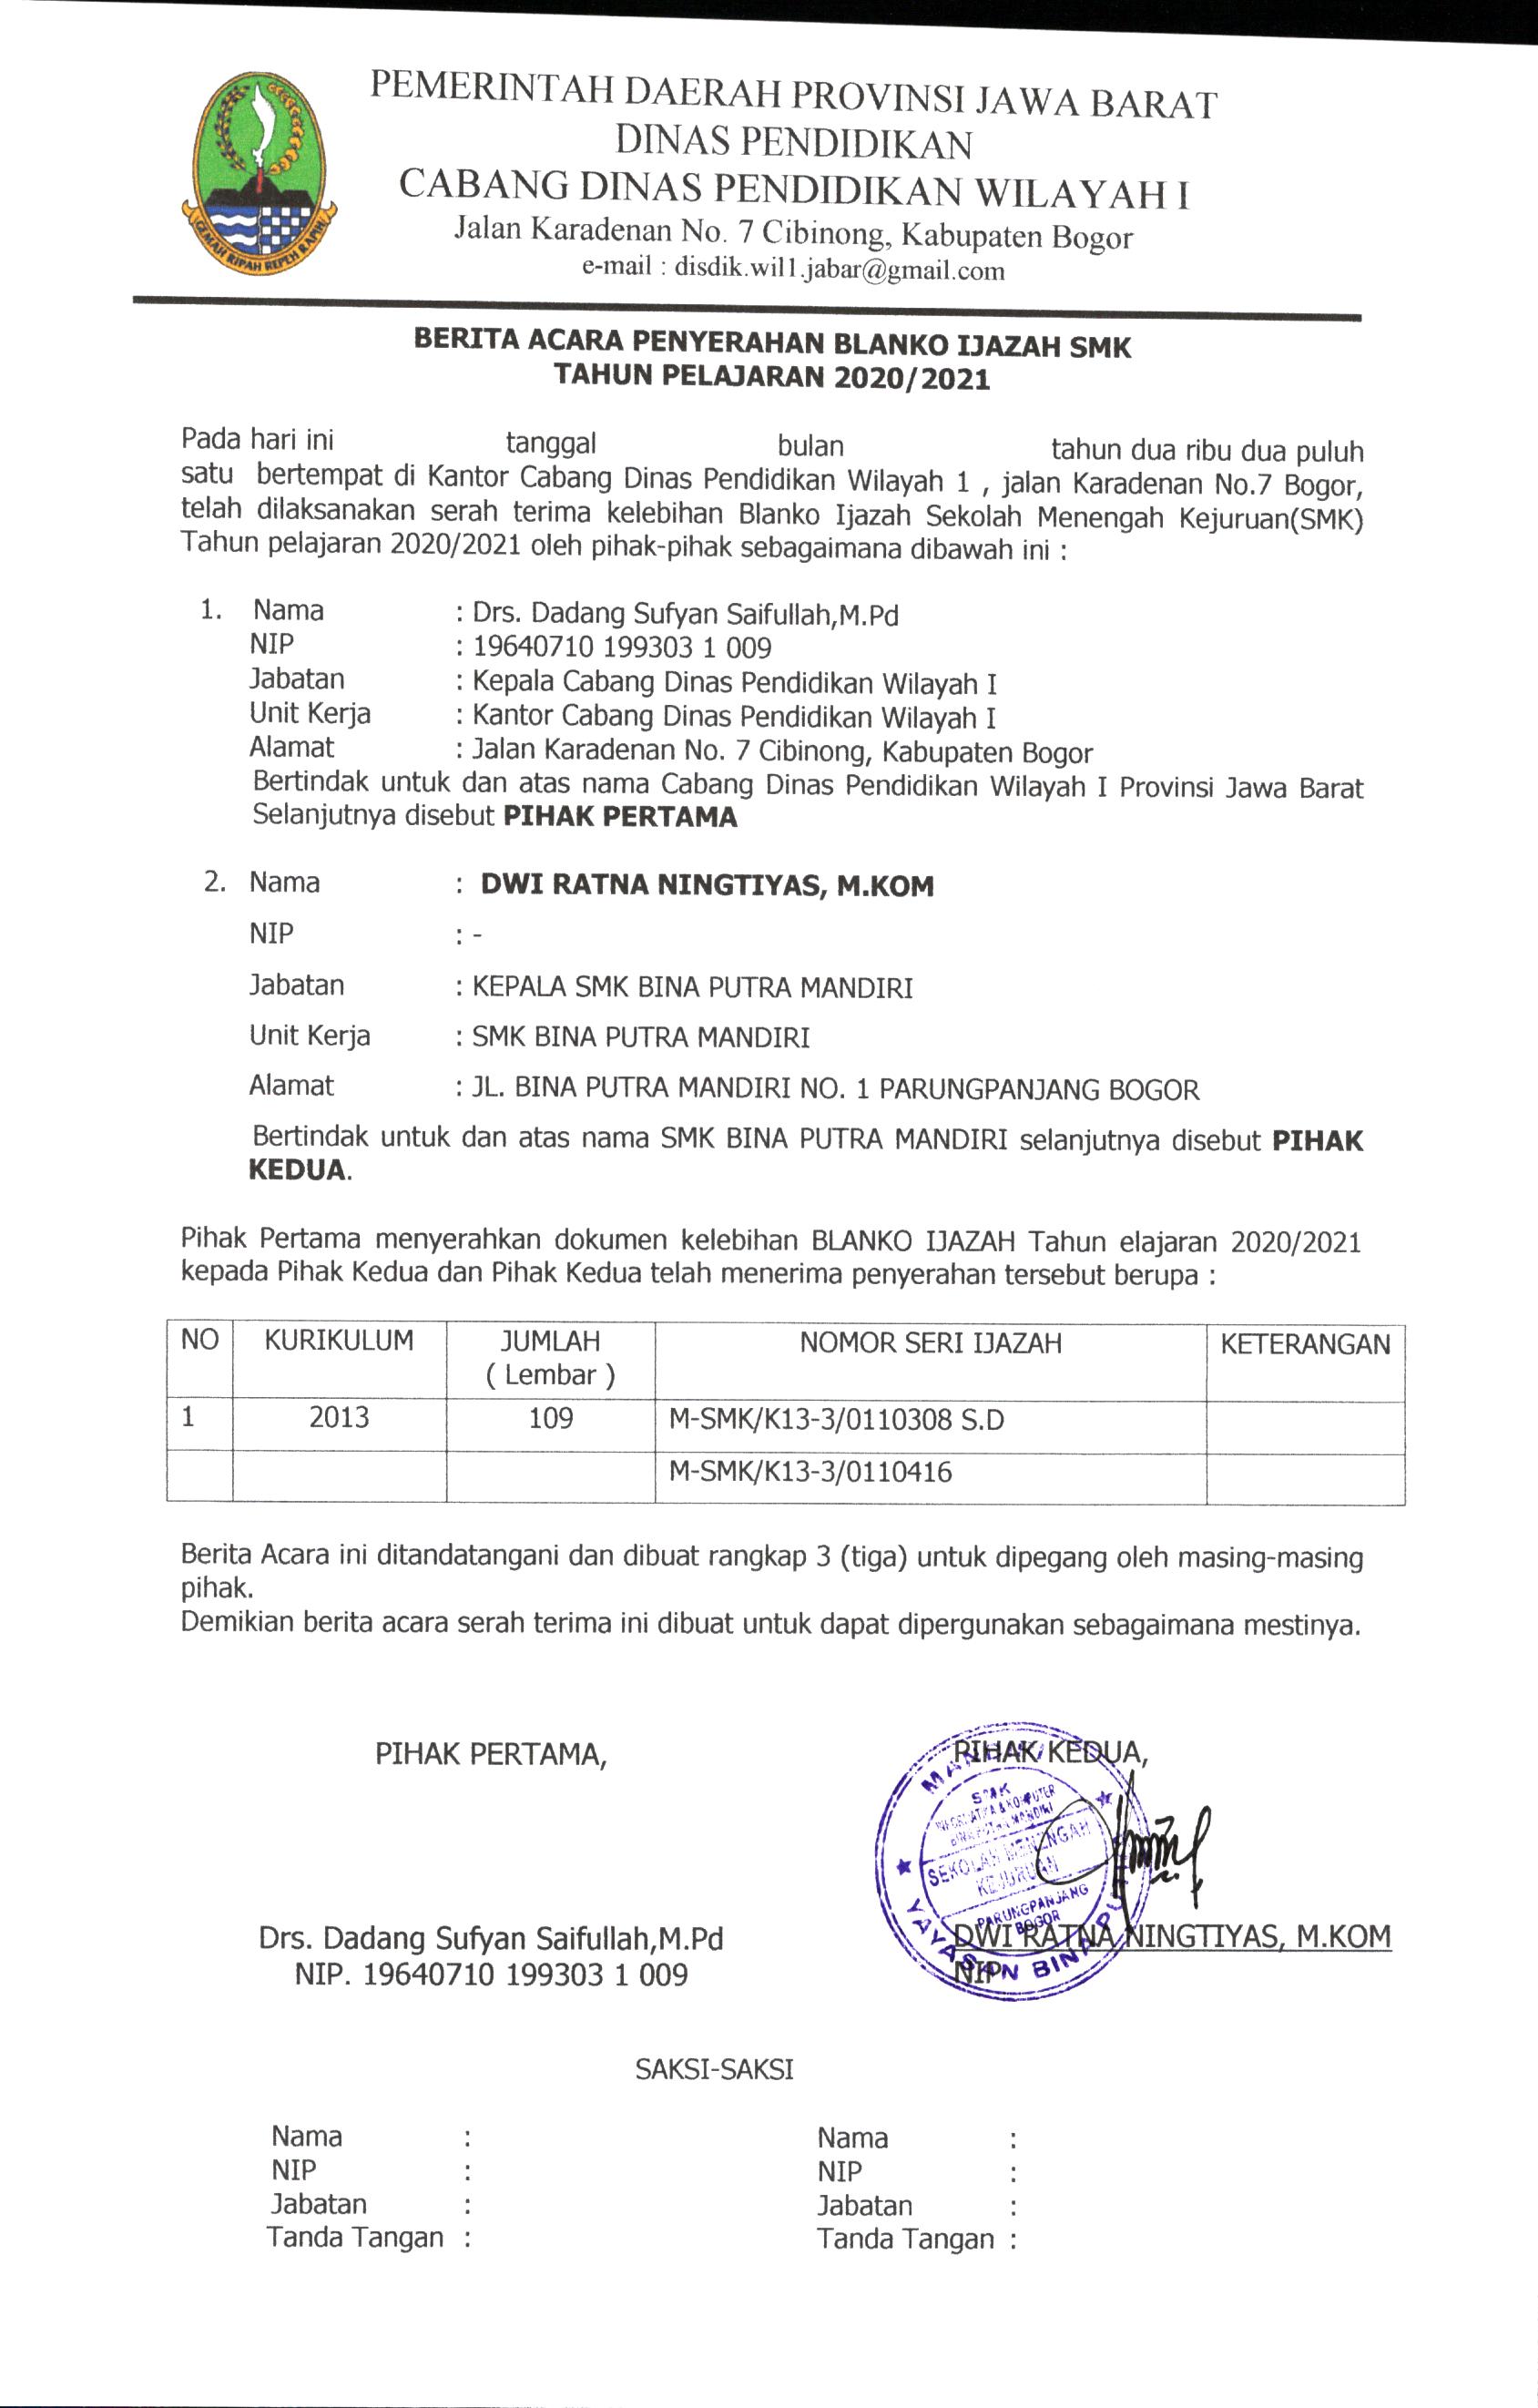 PEMERINTAH DAERAH PROVINSI JAWA BARAT
DINAS PENDIDIKAN
CABANG DINAS PENDIDIKAN WILAYAH I
Jalan Karadenan No. 7 Cibinong, Kabupaten Bogor
e-mail : disdik.wil1.jabar@gmail.com
GEMAH RIPAH REPEH RAPIH
BERITA ACARA PENYERAHAN BLANKO IJAZAH SMK
TAHUN PELAJARAN 2020/2021
Pada hari ini tanggal bulan tahun dua ribu dua puluh
satu bertempat di Kantor Cabang Dinas Pendidikan Wilayah 1 , jalan Karadenan No.7 Bogor,
telah dilaksanakan serah terima kelebihan Blanko Ijazah Sekolah Menengah Kejuruan(SMK)
Tahun pelajaran 2020/2021 oleh pihak-pihak sebagaimana dibawah ini :
1. Nama : Drs. Dadang Sufyan Saifullah,M.Pd
NIP : 19640710 199303 1 009
Jabatan : Kepala Cabang Dinas Pendidikan Wilayah I
Unit Kerja : Kantor Cabang Dinas Pendidikan Wilayah I
Alamat : Jalan Karadenan No. 7 Cibinong, Kabupaten Bogor
Bertindak untuk dan atas nama Cabang Dinas Pendidikan Wilayah I Provinsi Jawa Barat
Selanjutnya disebut PIHAK PERTAMA
2. Nama : DWI RATNA NINGTIYAS, M.KOM
NIP : -
Jabatan : KEPALA SMK BINA PUTRA MANDIRI
Unit Kerja : SMK BINA PUTRA MANDIRI
Alamat : JL. BINA PUTRA MANDIRI NO. 1 PARUNGPANJANG BOGOR
Bertindak untuk dan atas nama SMK BINA PUTRA MANDIRI selanjutnya disebut PIHAK
KEDUA.
Pihak Pertama menyerahkan dokumen kelebihan BLANKO IJAZAH Tahun elajaran 2020/2021
kepada Pihak Kedua dan Pihak Kedua telah menerima penyerahan tersebut berupa :
NO KURIKULUM JUMLAH NOMOR SERI IJAZAH KETERANGAN
( Lembar )
1 2013 109 M-SMK/K13-3/0110308 S.D
M-SMK/K13-3/0110416
Berita Acara ini ditandatangani dan dibuat rangkap 3 (tiga) untuk dipegang oleh masing-masing
pihak.
Demikian berita acara serah terima ini dibuat untuk dapat dipergunakan sebagaimana mestinya.
PIHAK PERTAMA, PIHAK KEDUA,
SMK
INFORMATIKA & KOMPUTER
BINA PUTRA MANDIRI
SEKOLAH MENENGAH
KEJURUAN
PARUNGPANJANG
BOGOR
YAYASAN BINA PUTRA MANDIRI
Drs. Dadang Sufyan Saifullah,M.Pd DWI RATNA NINGTIYAS, M.KOM
NIP. 19640710 199303 1 009 NIP
SAKSI-SAKSI
Nama : Nama :
NIP : NIP :
Jabatan : Jabatan :
Tanda Tangan : Tanda Tangan :